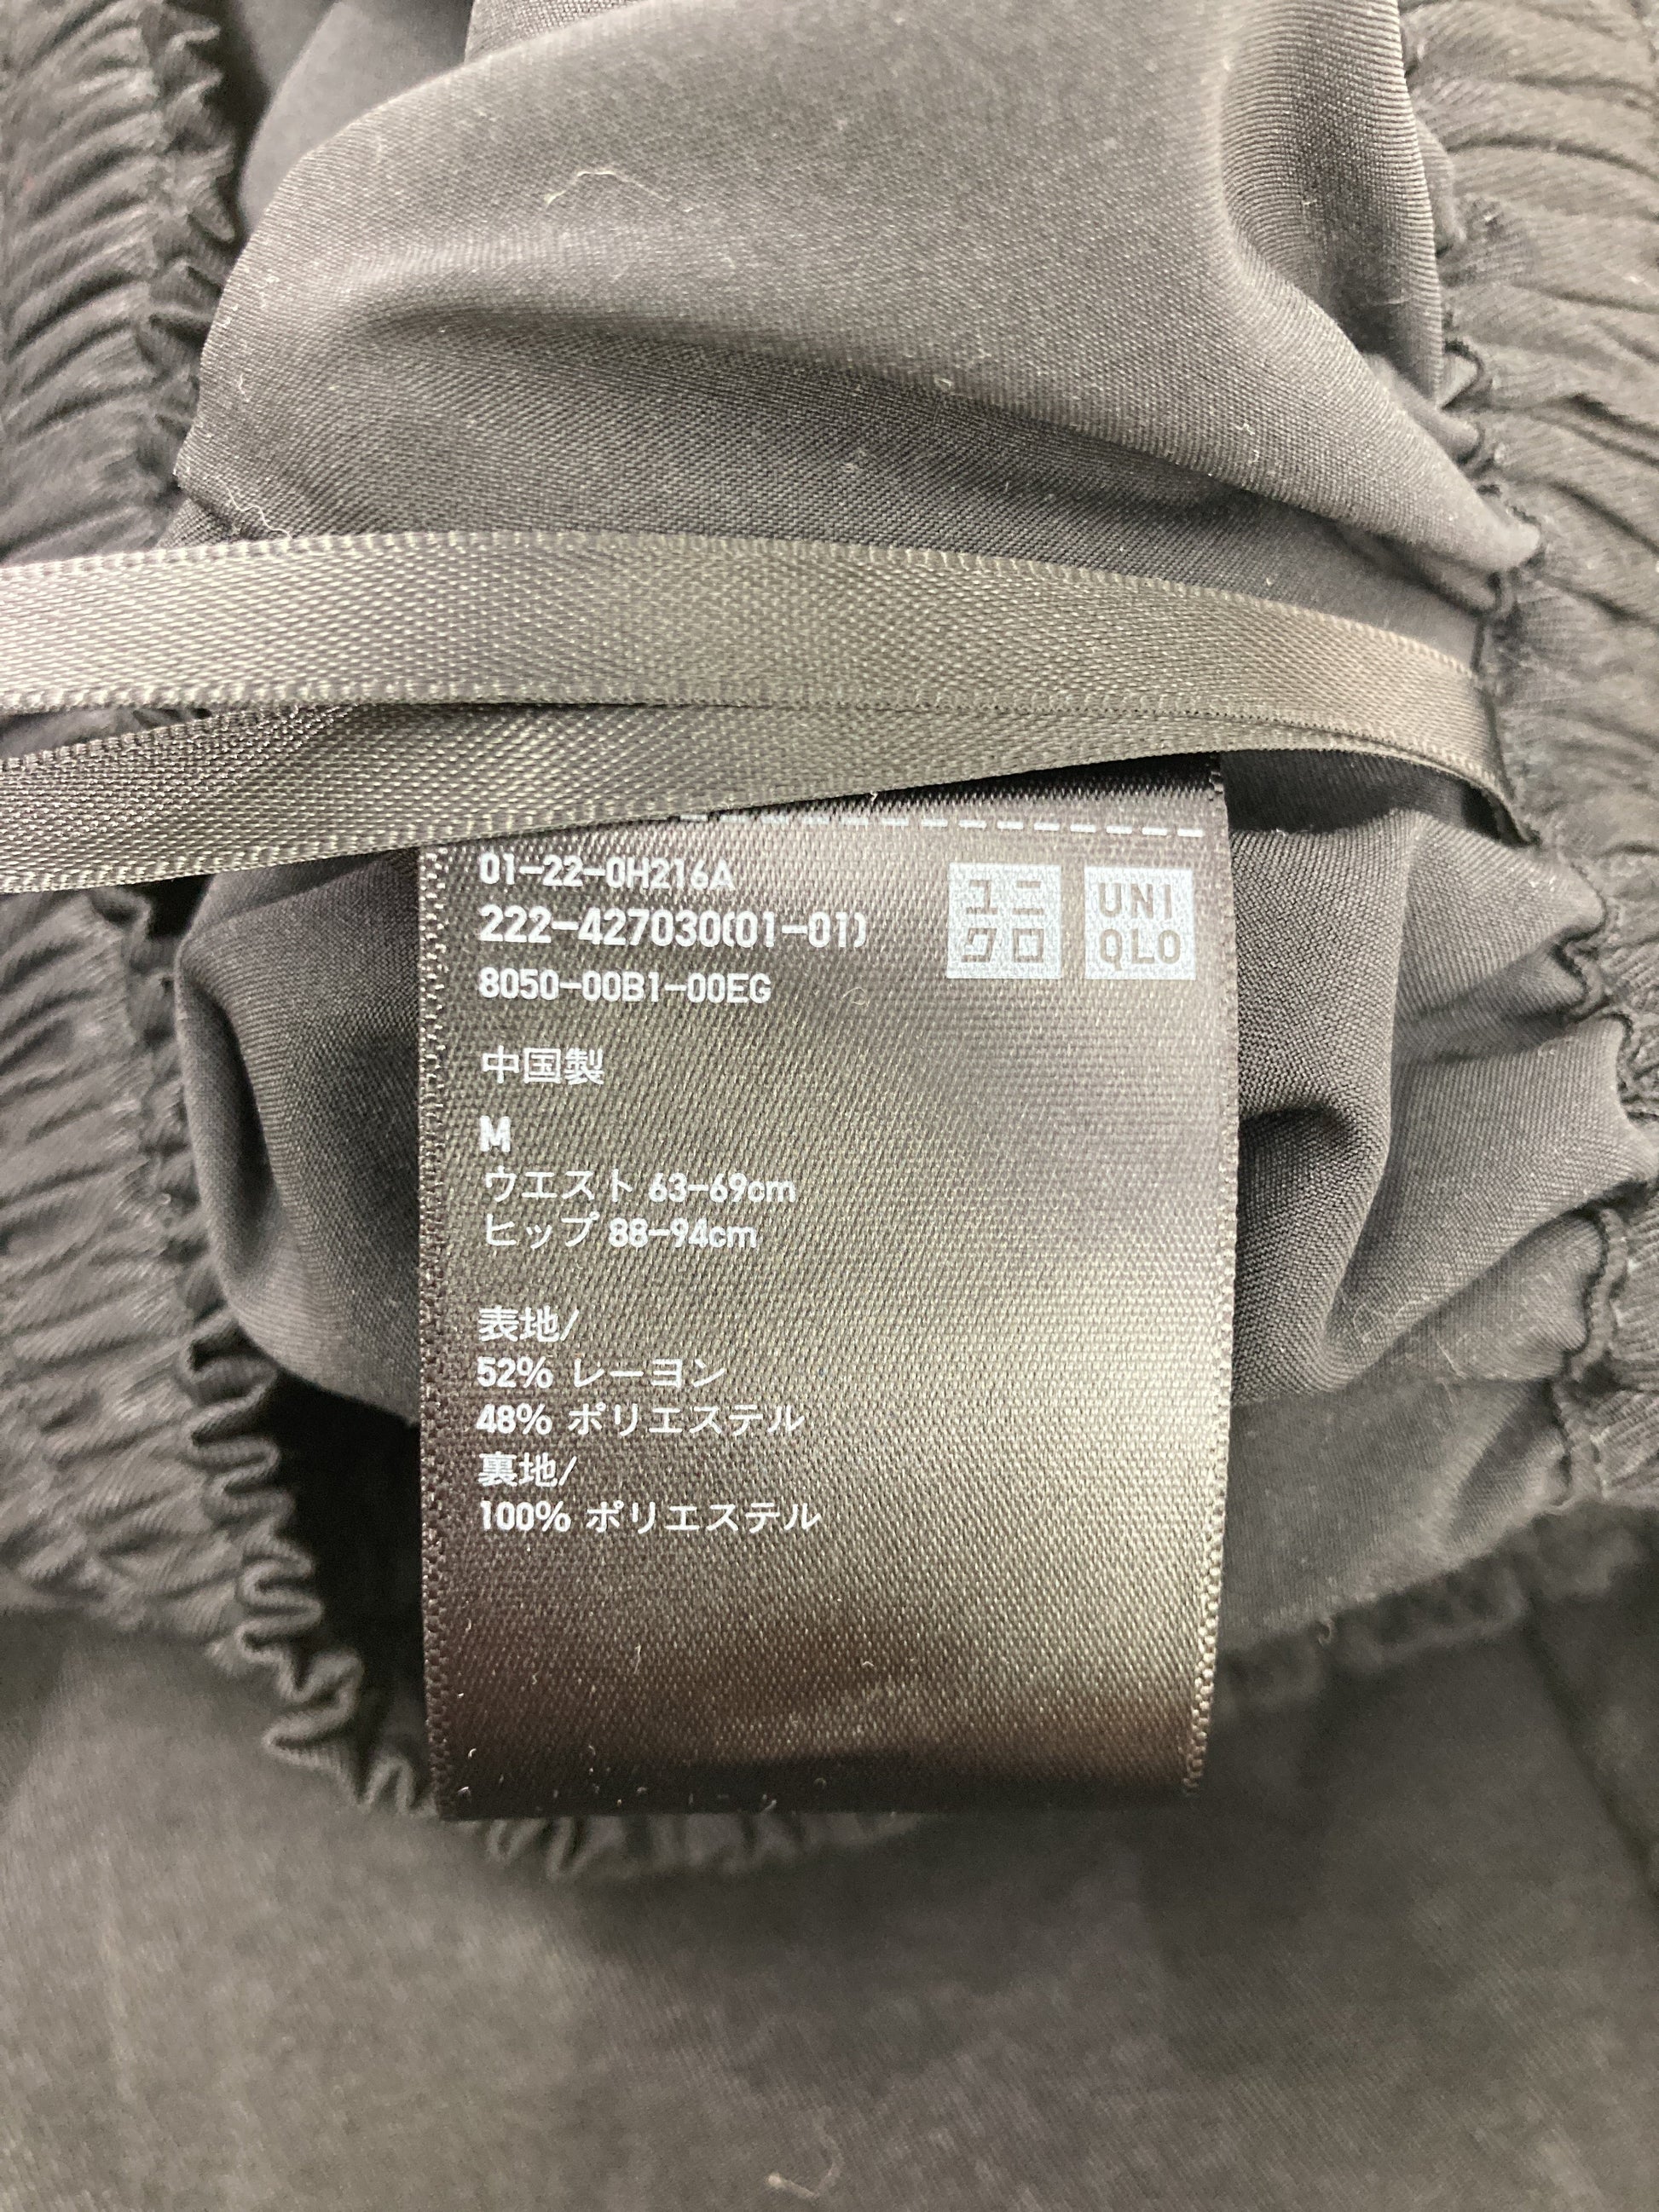 01-22-0H216A
222-427030(01-01)
8050-00B1-00EG
ユニ
クロ
UNI
QLO
中国製
M
ウエスト 63-69cm
ヒップ 88-94cm
表地/
52% レーヨン
48% ポリエステル
裏地/
100% ポリエステル